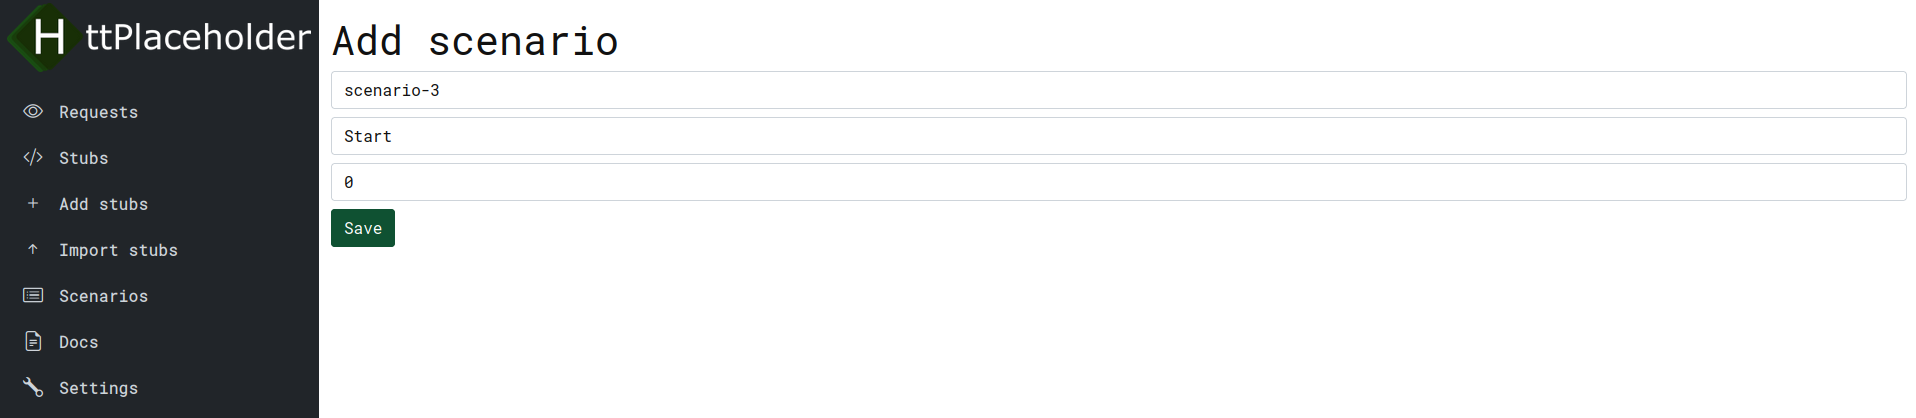 HttPlaceholder
Requests
Stubs
Add stubs
Import stubs
Scenarios
Docs
Settings
Add scenario
scenario-3
Start
0
Save